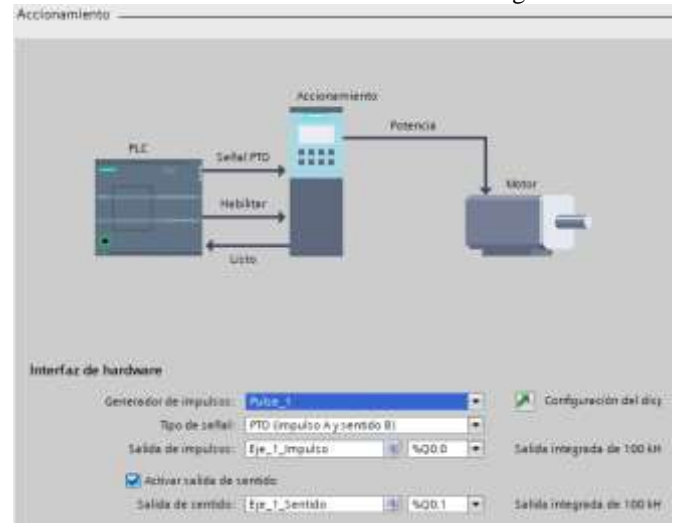 Accionamiento
Accionamiento
Potencia
PLC
Señal PTO
Motor
Habilitar
Listo
Interfaz de hardware
Generador de impulsos: Pulse_1 Configuración del disp
Tipo de señal: PTO (impulso A y sentido B)
Salida de impulsos: Eje_1_Impulso %Q0.0 Salida integrada de 100 kH
Activar salida de sentido
Salida de sentido: Eje_1_Sentido %Q0.1 Salida integrada de 100 kH